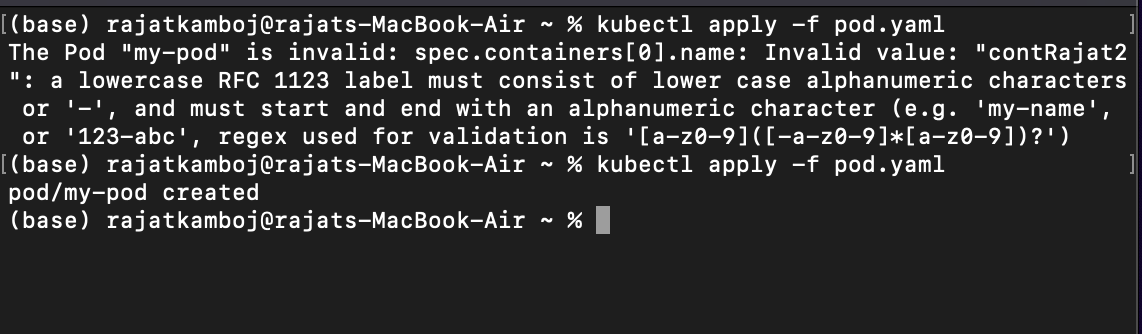 [(base) rajatkamboj@rajats-MacBook-Air ~ % kubectl apply -f pod.yaml ]
The Pod "my-pod" is invalid: spec.containers[0].name: Invalid value: "contRajat2
": a lowercase RFC 1123 label must consist of lower case alphanumeric characters
 or '-', and must start and end with an alphanumeric character (e.g. 'my-name',
 or '123-abc', regex used for validation is '[a-z0-9]([-a-z0-9]*[a-z0-9])?')
[(base) rajatkamboj@rajats-MacBook-Air ~ % kubectl apply -f pod.yaml ]
pod/my-pod created
(base) rajatkamboj@rajats-MacBook-Air ~ %